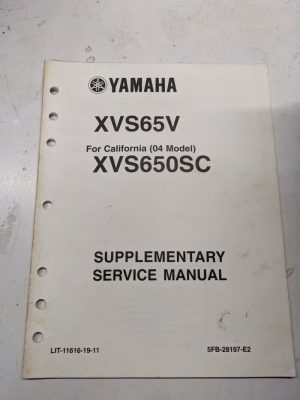 YAMAHA
XVS65V
For California (04 Model)
XVS650SC
SUPPLEMENTARY
SERVICE MANUAL
LIT-11616-19-11 5FB-28197-E2